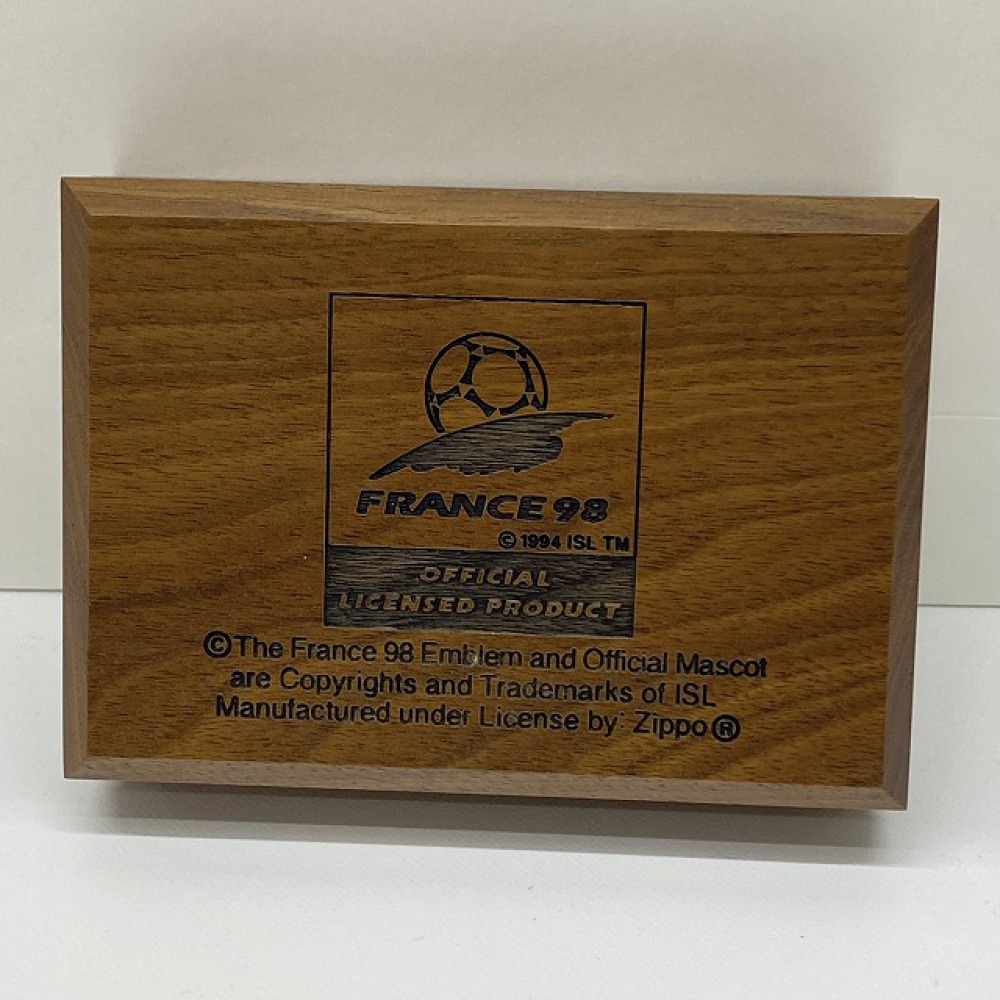 FRANCE 98
© 1994 ISL TM
OFFICIAL
LICENSED PRODUCT
©The France 98 Emblem and Official Mascot
are Copyrights and Trademarks of ISL
Manufactured under License by: Zippo®